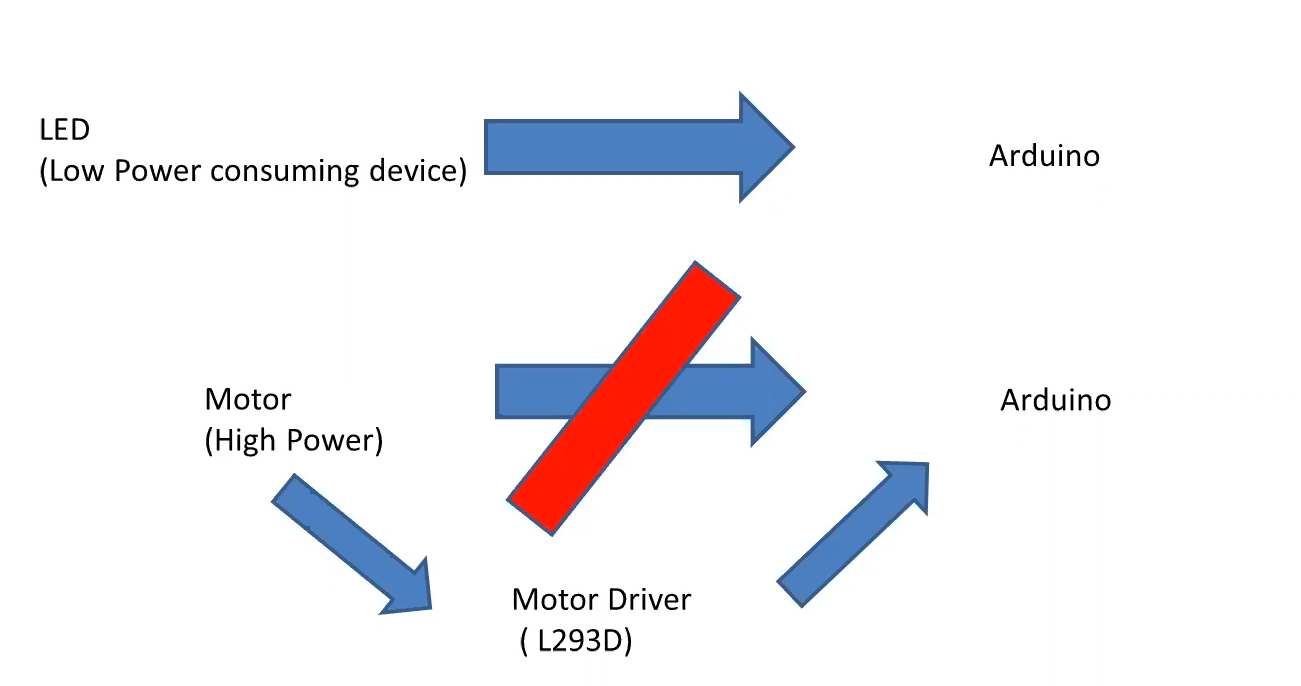 LED
(Low Power consuming device)
Arduino
Motor
(High Power)
Arduino
Motor Driver
( L293D)